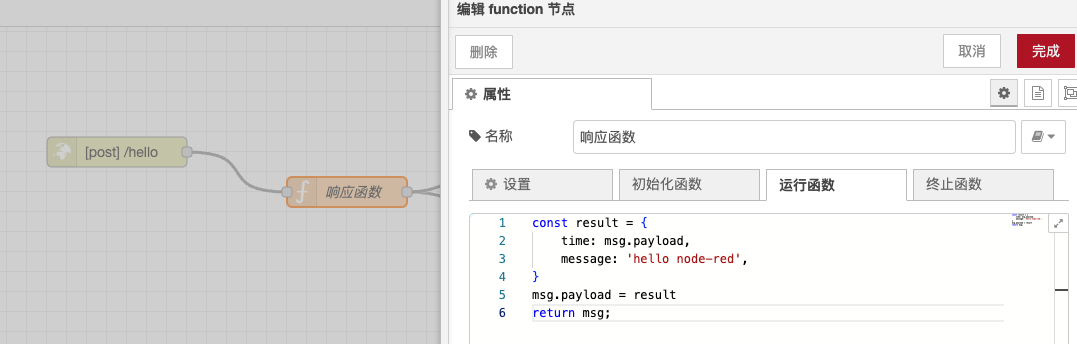 编辑 function 节点
删除
取消
完成
属性
名称
响应函数
设置
初始化函数
运行函数
终止函数
[post] /hello
响应函数
1 const result = {
2 time: msg.payload,
3 message: 'hello node-red',
4 }
5 msg.payload = result
6 return msg;